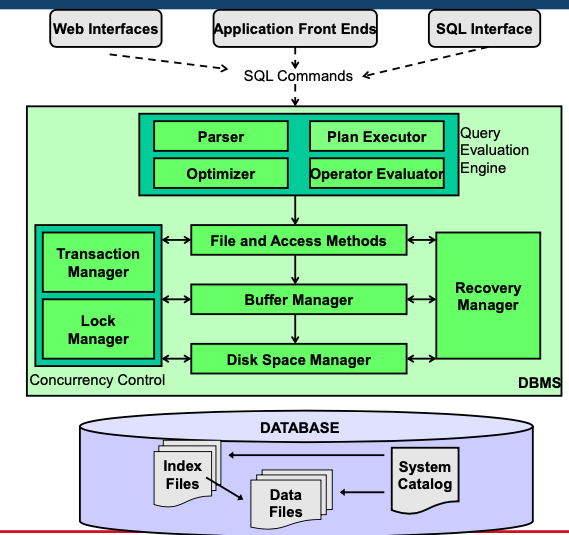 Web Interfaces
Application Front Ends
SQL Interface
SQL Commands
Parser
Plan Executor
Optimizer
Operator Evaluator
Query
Evaluation
Engine
File and Access Methods
Transaction
Manager
Buffer Manager
Recovery
Manager
Lock
Manager
Disk Space Manager
Concurrency Control
DBMS
DATABASE
Index
Files
System
Catalog
Data
Files